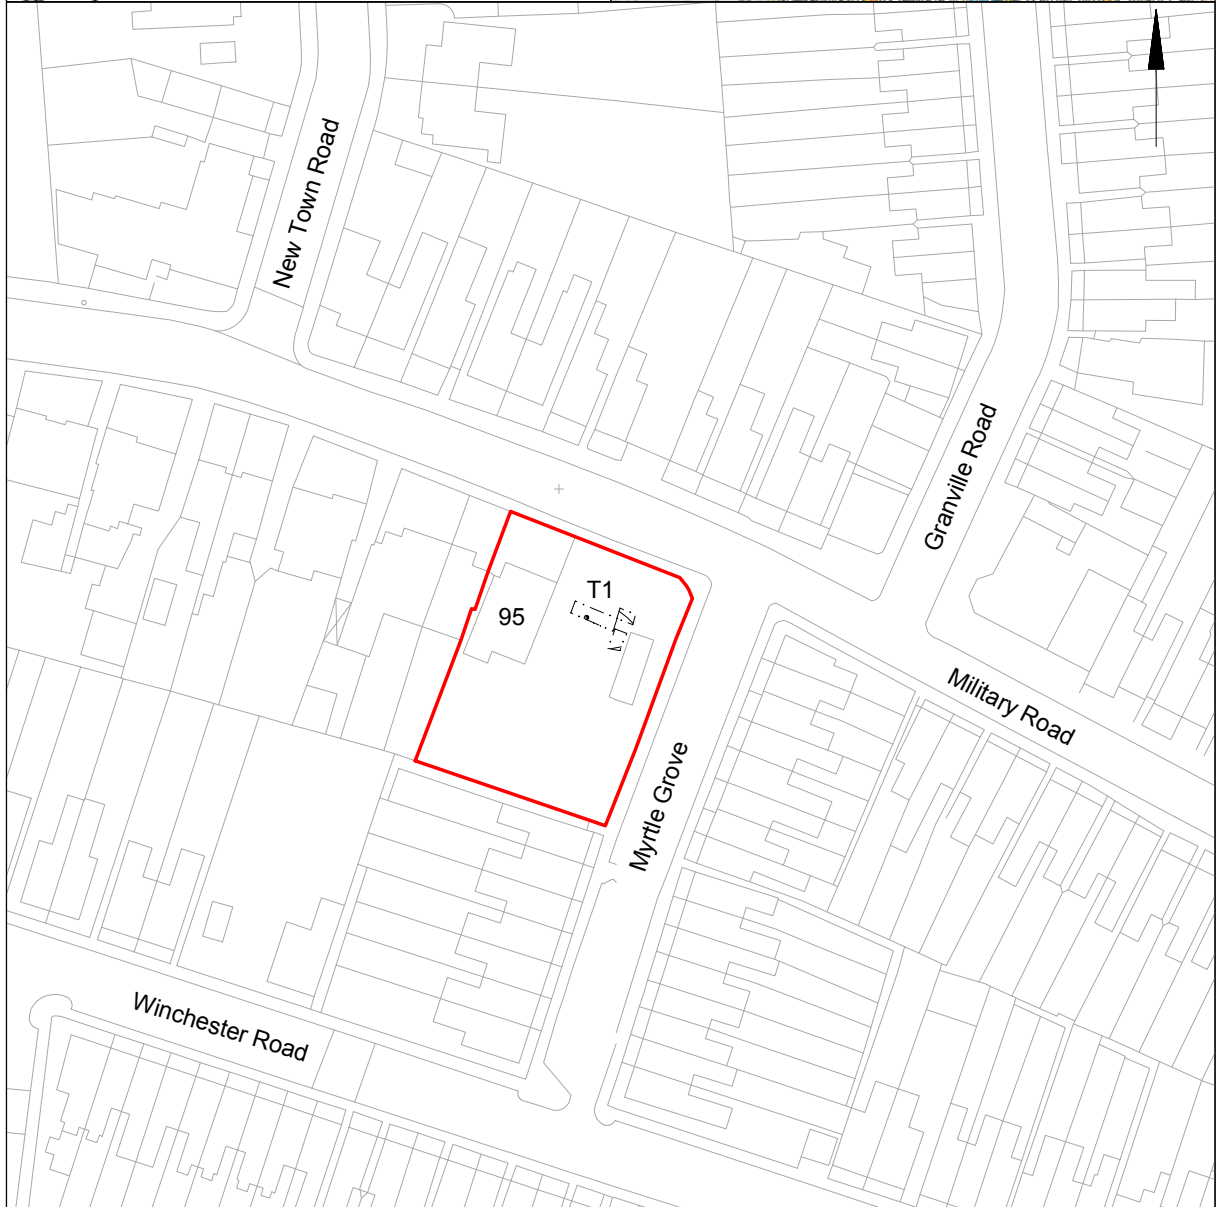 New Town Road
Granville Road
T1
95
Military Road
Myrtle Grove
Winchester Road